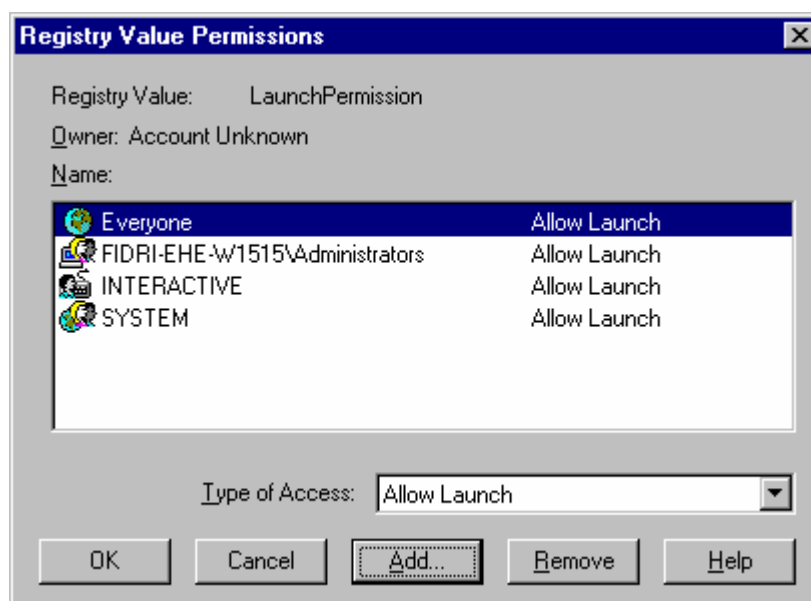 Registry Value Permissions
Registry Value: LaunchPermission
Owner: Account Unknown
Name:
Everyone Allow Launch
FIDRI-EHE-W1515\Administrators Allow Launch
INTERACTIVE Allow Launch
SYSTEM Allow Launch
Type of Access: Allow Launch
OK Cancel Add... Remove Help